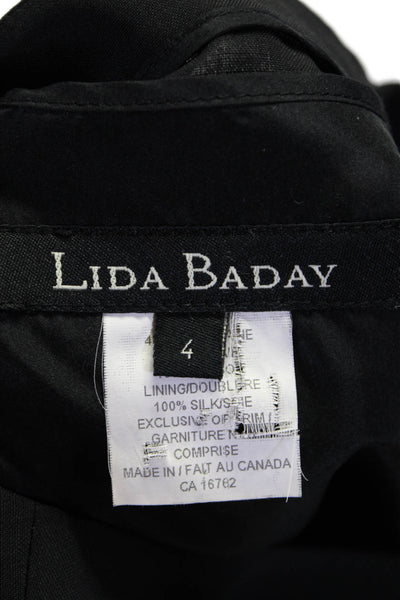 LIDA BADAY
4
LINING/DOUBLURE
100% SILK/SOIE
EXCLUSIVE OF TRIM/
GARNITURE
COMPRISE
MADE IN / FAIT AU CANADA
CA 16762